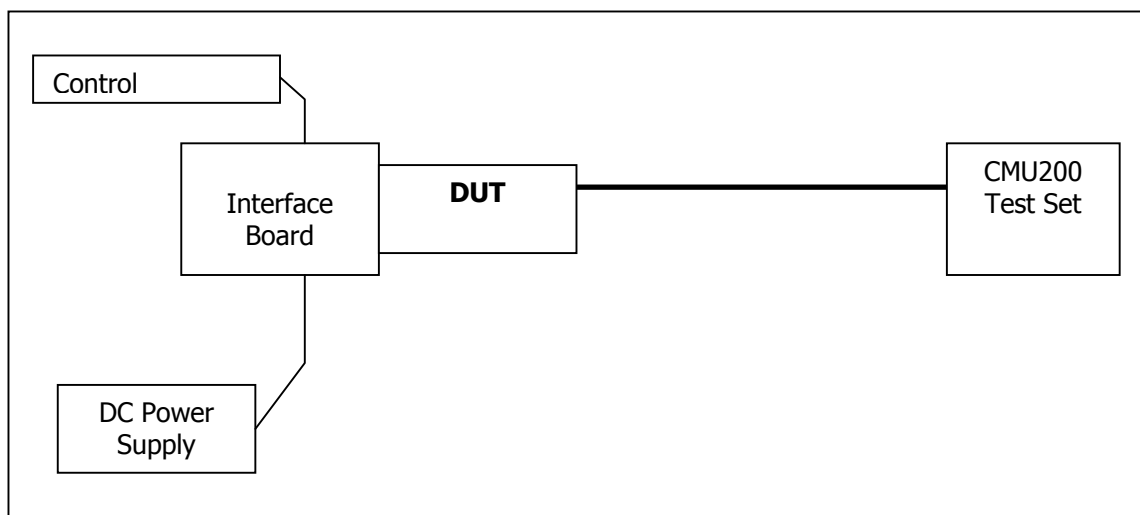 Control
Interface
Board
DUT
CMU200
Test Set
DC Power
Supply